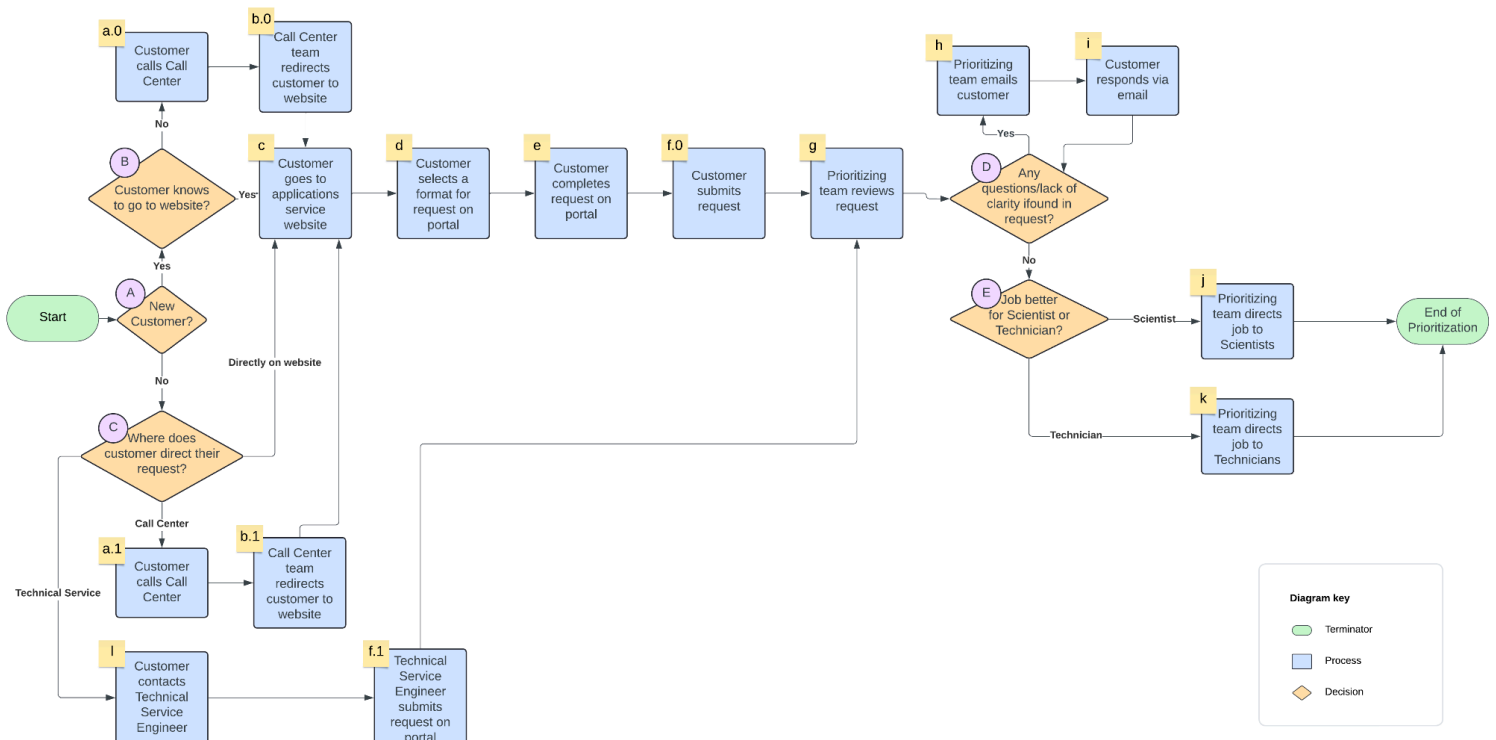 a.0
Customer
calls Call
Center
b.0
Call Center
team
redirects
customer to
website
h
Prioritizing
team emails
customer
i
Customer
responds via
email
No
Yes
B
Customer knows
to go to website?
Yes
c
Customer
goes to
applications
service
website
d
Customer
selects a
format for
request on
portal
e
Customer
completes
request on
portal
f.0
Customer
submits
request
g
Prioritizing
team reviews
request
D
Any
questions/lack of
clarity ifound in
request?
Yes
No
Start
A
New
Customer?
E
Job better
for Scientist or
Technician?
Scientist
j
Prioritizing
team directs
job to
Scientists
End of
Prioritization
No
Directly on website
C
Where does
customer direct their
request?
Technician
k
Prioritizing
team directs
job to
Technicians
Call Center
a.1
Customer
calls Call
Center
b.1
Call Center
team
redirects
customer to
website
Technical Service
l
Customer
contacts
Technical
Service
Engineer
f.1
Technical
Service
Engineer
submits
request on
portal
Diagram key
Terminator
Process
Decision